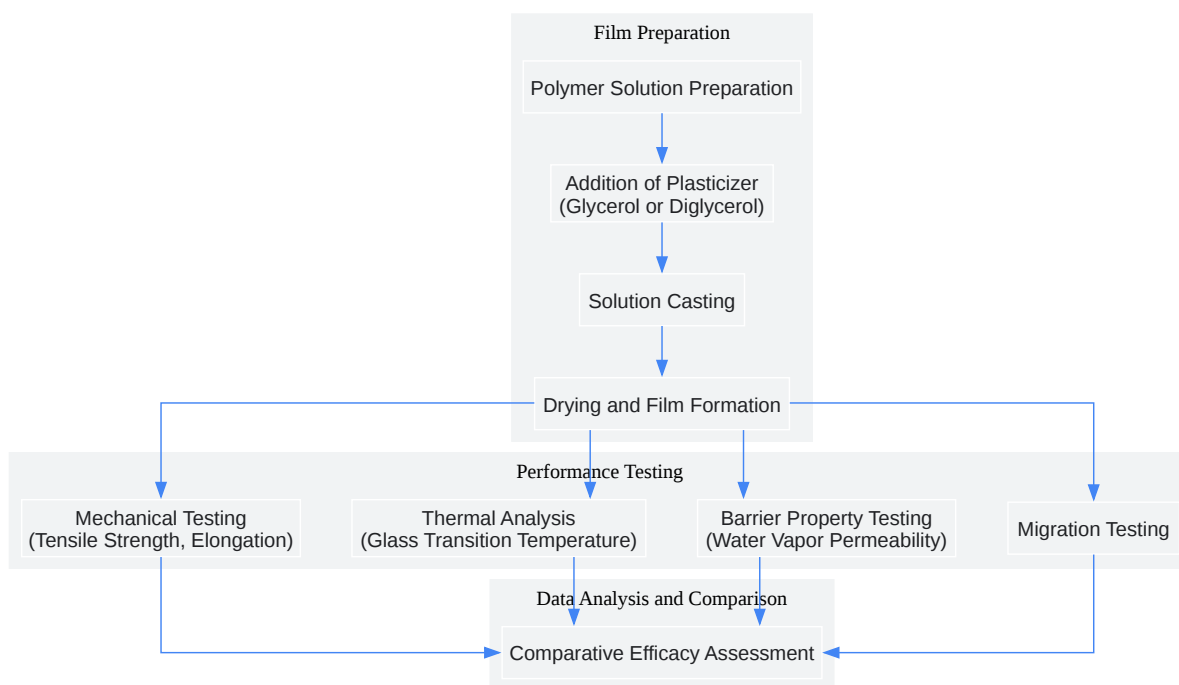 Film Preparation
Polymer Solution Preparation
Addition of Plasticizer
(Glycerol or Diglycerol)
Solution Casting
Drying and Film Formation
Performance Testing
Mechanical Testing
(Tensile Strength, Elongation)
Thermal Analysis
(Glass Transition Temperature)
Barrier Property Testing
(Water Vapor Permeability)
Migration Testing
Data Analysis and Comparison
Comparative Efficacy Assessment